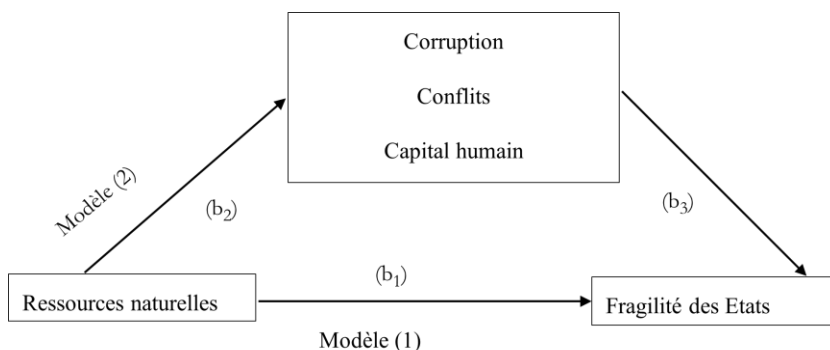 Corruption
Conflits
Capital humain
Modèle (2)
(b₂)
(b₃)
(b₁)
Ressources naturelles
Fragilité des Etats
Modèle (1)